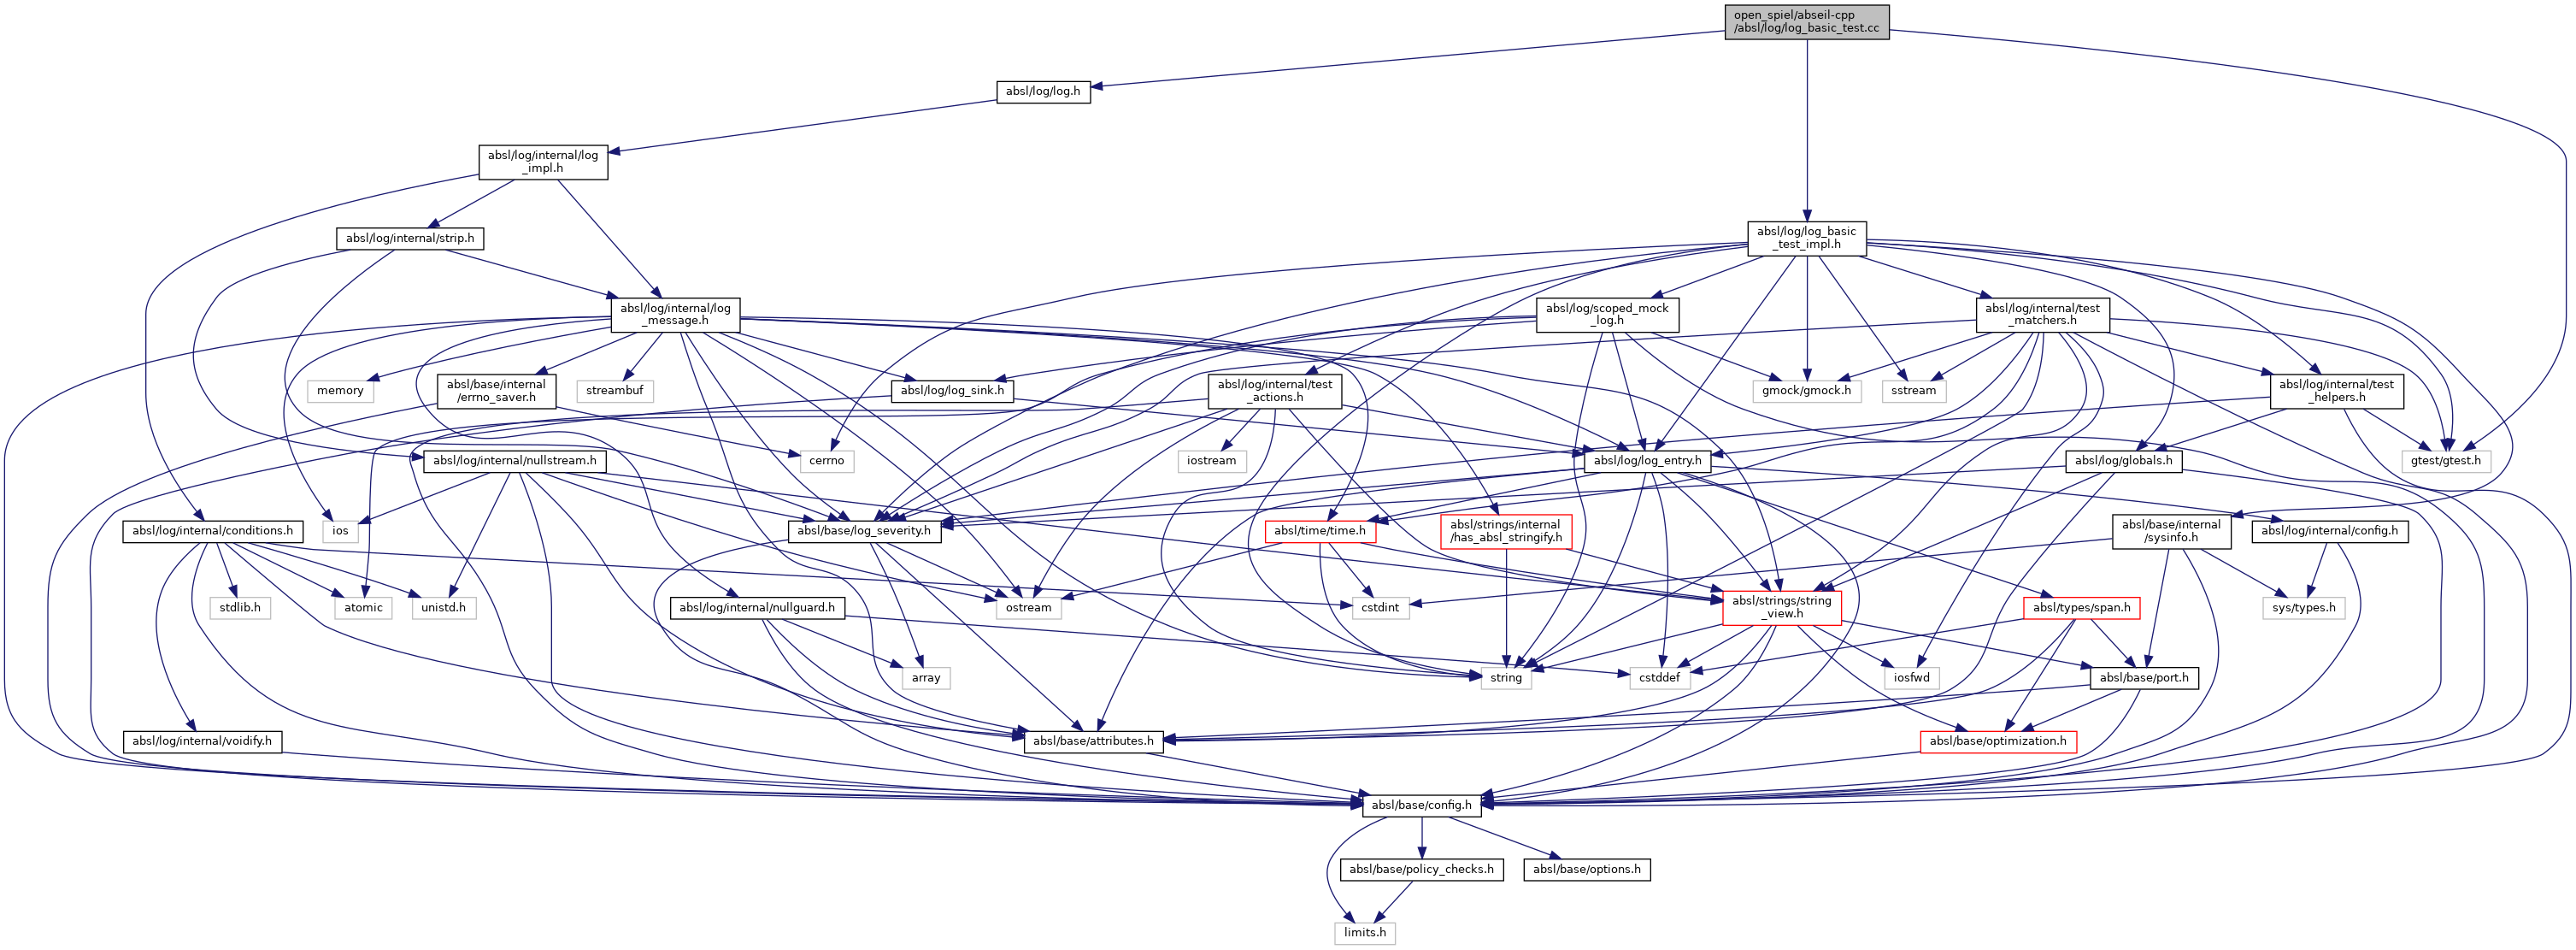 open_spiel/abseil-cpp
/absl/log/log_basic_test.cc
absl/log/log.h
absl/log/internal/log
_impl.h
absl/log/internal/strip.h
absl/log/log_basic
_test_impl.h
absl/log/internal/log
_message.h
absl/log/scoped_mock
_log.h
absl/log/internal/test
_matchers.h
memory
absl/base/internal
/errno_saver.h
streambuf
absl/log/log_sink.h
absl/log/internal/test
_actions.h
gmock/gmock.h
sstream
absl/log/internal/test
_helpers.h
absl/log/internal/nullstream.h
cerrno
iostream
absl/log/log_entry.h
absl/log/globals.h
gtest/gtest.h
absl/log/internal/conditions.h
ios
absl/base/log_severity.h
absl/time/time.h
absl/strings/internal
/has_absl_stringify.h
absl/base/internal
/sysinfo.h
absl/log/internal/config.h
stdlib.h
atomic
unistd.h
absl/log/internal/nullguard.h
ostream
cstdint
absl/strings/string
_view.h
absl/types/span.h
sys/types.h
array
string
cstddef
iosfwd
absl/base/port.h
absl/log/internal/voidify.h
absl/base/attributes.h
absl/base/optimization.h
absl/base/config.h
absl/base/policy_checks.h
absl/base/options.h
limits.h